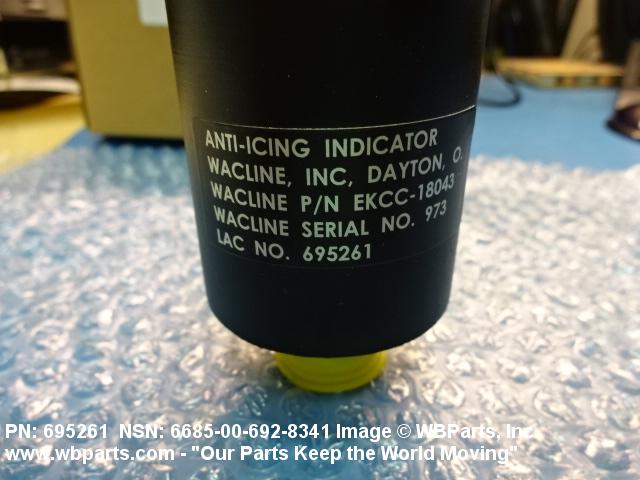 ANTI-ICING INDICATOR
WACLINE, INC, DAYTON, O.
WACLINE P/N EKCC-18043
WACLINE SERIAL NO. 973
LAC NO. 695261
PN: 695261 NSN: 6685-00-692-8341 Image © WBParts, Inc
www.wbparts.com - "Our Parts Keep the World Moving"